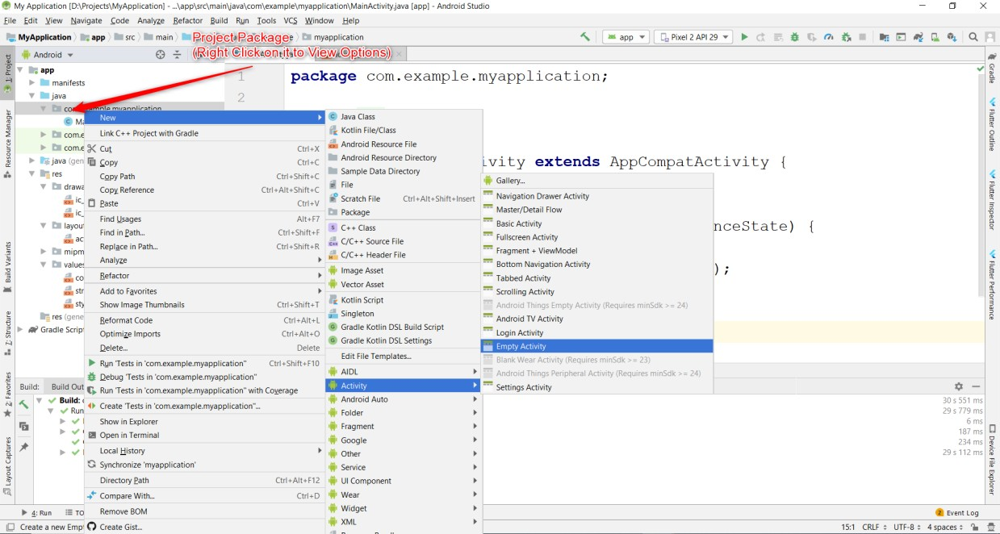 My Application [D:\Projects\MyApplication] - ...\app\src\main\java\com\example\myapplication\MainActivity.java [app] - Android Studio
File Edit View Navigate Code Analyze Refactor Build Run Tools VCS Window Help
MyApplication app src main myapplication app Pixel 2 API 29
Project Package
(Right Click on it to View Options)
Android
1: Project
Resource Manager
Build Variants
7: Structure
2: Favorites
Layout Captures
app
manifests
java
com.example.myapplication
Ma
com.e
com.e
java (gen
res
drawa
ic_
ic_
layou
ac
mipm
values
co
str
sty
res (gene
Gradle Script
1 package com.example.myapplication;
2
ivity extends AppCompatActivity {
nceState) {
);
New
Link C++ Project with Gradle
Cut Ctrl+X
Copy Ctrl+C
Copy Path Ctrl+Shift+C
Copy Reference Ctrl+Alt+Shift+C
Paste Ctrl+V
Find Usages Alt+F7
Find in Path... Ctrl+Shift+F
Replace in Path... Ctrl+Shift+R
Analyze
Refactor
Add to Favorites
Show Image Thumbnails Ctrl+Shift+T
Reformat Code Ctrl+Alt+L
Optimize Imports Ctrl+Alt+O
Delete... Delete
Run 'Tests in 'com.example.myapplication'' Ctrl+Shift+F10
Debug 'Tests in 'com.example.myapplication''
Run 'Tests in 'com.example.myapplication'' with Coverage
Create 'Tests in 'com.example.myapplication''...
Show in Explorer
Open in Terminal
Local History
Synchronize 'myapplication'
Directory Path Ctrl+Alt+F12
Compare With... Ctrl+D
Remove BOM
Create Gist...
Java Class
Kotlin File/Class
Android Resource File
Android Resource Directory
Sample Data Directory
File
Scratch File Ctrl+Alt+Shift+Insert
Package
C++ Class
C/C++ Source File
C/C++ Header File
Image Asset
Vector Asset
Kotlin Script
Singleton
Gradle Kotlin DSL Build Script
Gradle Kotlin DSL Settings
Edit File Templates...
AIDL
Activity
Android Auto
Folder
Fragment
Google
Other
Service
UI Component
Wear
Widget
XML
Gallery...
Navigation Drawer Activity
Master/Detail Flow
Basic Activity
Fullscreen Activity
Fragment + ViewModel
Bottom Navigation Activity
Tabbed Activity
Scrolling Activity
Android Things Empty Activity (Requires minSdk >= 24)
Android TV Activity
Login Activity
Empty Activity
Blank Wear Activity (Requires minSdk >= 23)
Android Things Peripheral Activity (Requires minSdk >= 24)
Settings Activity
Gradle
Flutter Outline
Flutter Inspector
Flutter Performance
Device File Explorer
Build: Build Out
Build: c
Run
30 s 551 ms
29 s 779 ms
6 ms
187 ms
234 ms
29 s 112 ms
4: Run TO
Event Log
Create a new Empt
15:1 CRLF UTF-8 4 spaces